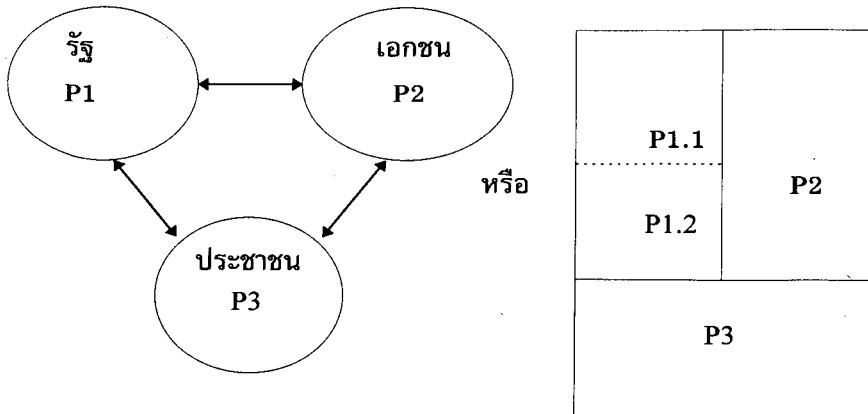 รัฐ
P1
เอกชน
P2
ประชาชน
P3
หรือ
P1.1
P1.2
P2
P3